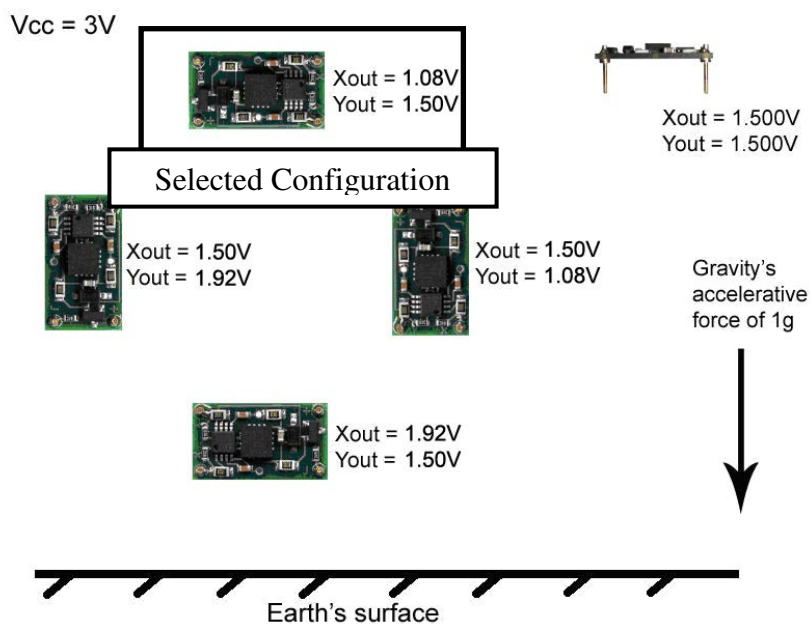 Vcc = 3V
Xout = 1.08V
Yout = 1.50V
Xout = 1.500V
Yout = 1.500V
Selected Configuration
Xout = 1.50V
Yout = 1.92V
Xout = 1.50V
Yout = 1.08V
Gravity's
accelerative
force of 1g
Xout = 1.92V
Yout = 1.50V
Earth's surface